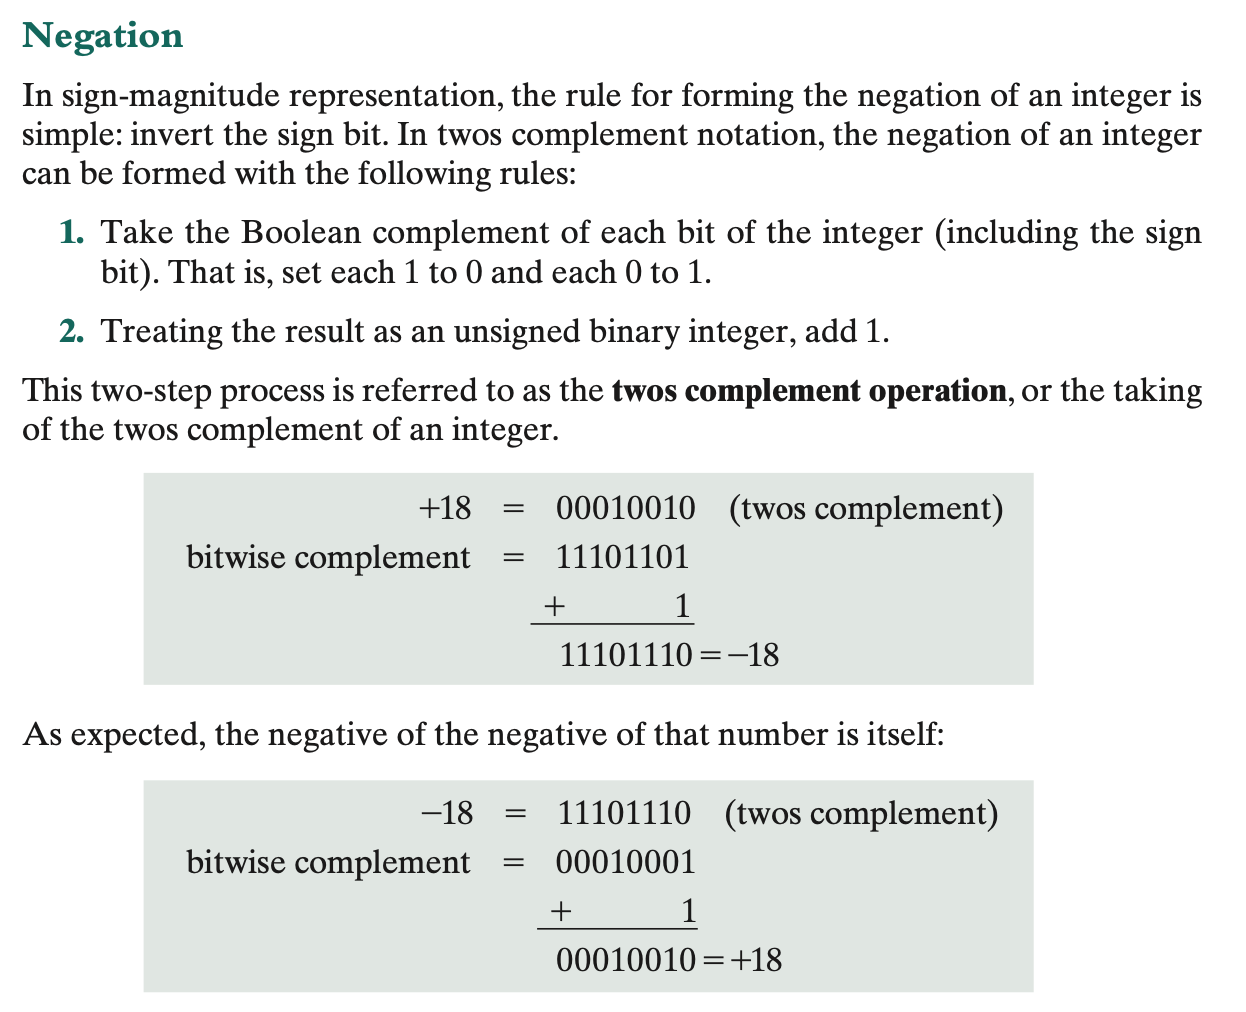 Negation
In sign-magnitude representation, the rule for forming the negation of an integer is
simple: invert the sign bit. In twos complement notation, the negation of an integer
can be formed with the following rules:
1. Take the Boolean complement of each bit of the integer (including the sign
bit). That is, set each 1 to 0 and each 0 to 1.
2. Treating the result as an unsigned binary integer, add 1.
This two-step process is referred to as the twos complement operation, or the taking
of the twos complement of an integer.
+18 = 00010010 (twos complement)
bitwise complement = 11101101
+ 1
11101110 = −18
As expected, the negative of the negative of that number is itself:
−18 = 11101110 (twos complement)
bitwise complement = 00010001
+ 1
00010010 = +18